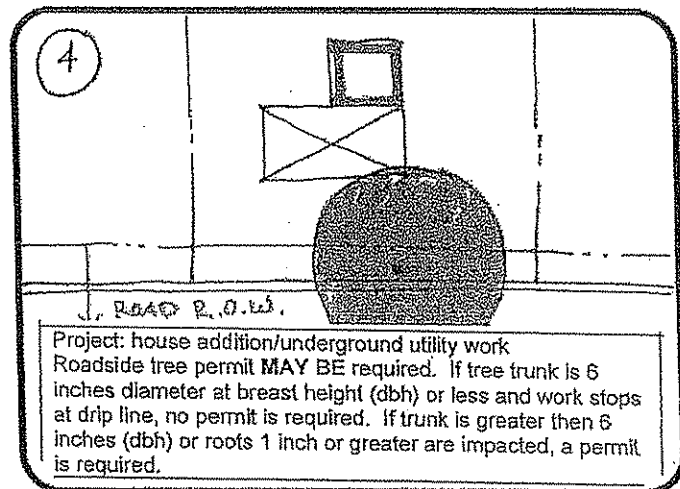 4
ROAD R.O.W.
Project: house addition/underground utility work
Roadside tree permit MAY BE required. If tree trunk is 6
inches diameter at breast height (dbh) or less and work stops
at drip line, no permit is required. If trunk is greater then 6
inches (dbh) or roots 1 inch or greater are impacted, a permit
is required.